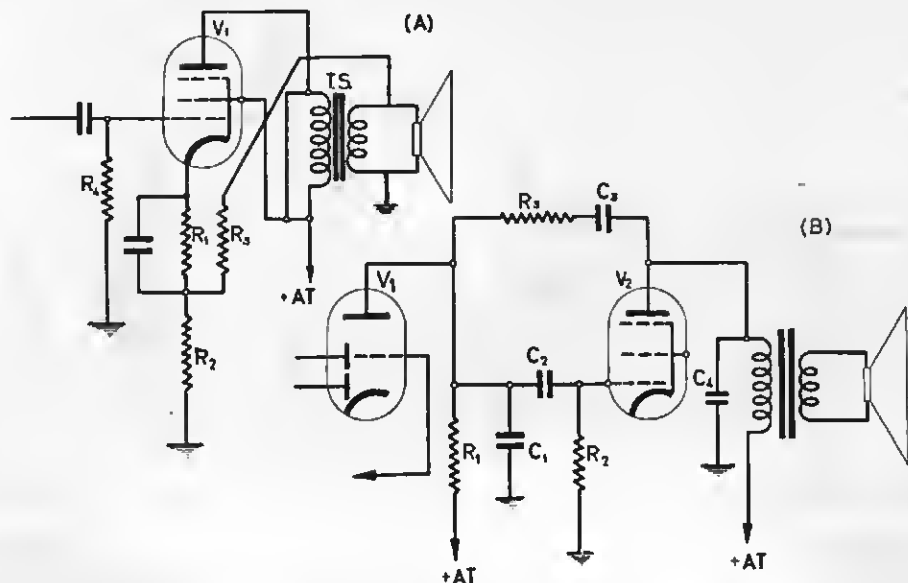 (A)
V₁
T.S.
R₄
R₁
R₃
R₂
+AT
(B)
R₃
C₃
V₁
V₂
C₂
C₄
R₁
C₁
R₂
+AT
+AT